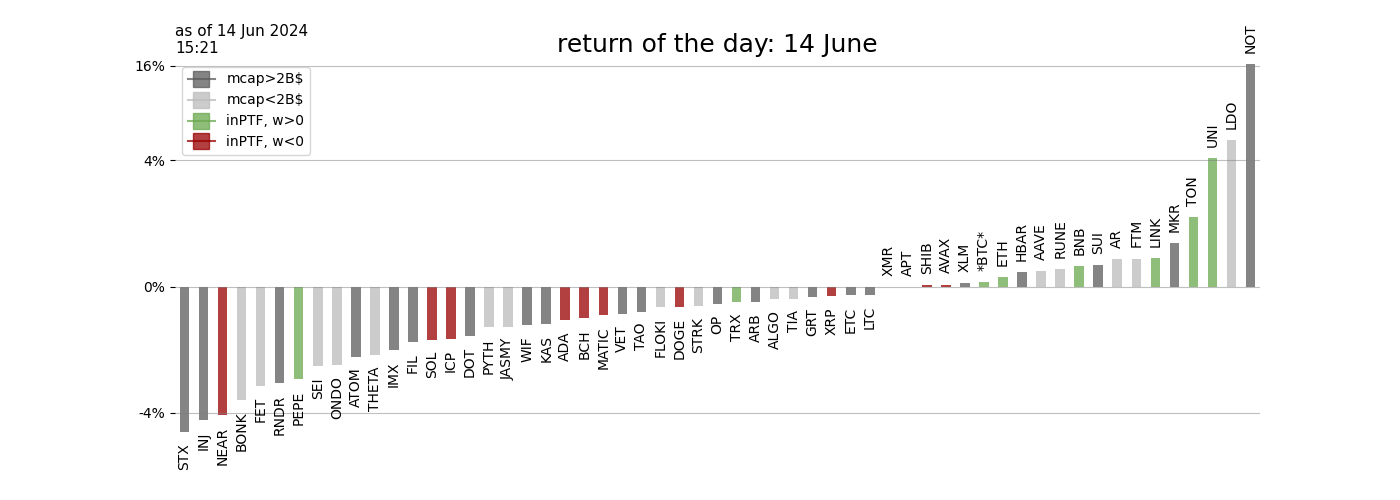 as of 14 Jun 2024
15:21
return of the day: 14 June
mcap>2B$
mcap<2B$
inPTF, w>0
inPTF, w<0
16%
4%
0%
-4%
STX
INJ
NEAR
BONK
FET
RNDR
PEPE
SEI
ONDO
ATOM
THETA
IMX
FIL
SOL
ICP
DOT
PYTH
JASMY
WIF
KAS
ADA
BCH
MATIC
VET
TAO
FLOKI
DOGE
STRK
OP
TRX
ARB
ALGO
TIA
GRT
XRP
ETC
LTC
XMR
APT
SHIB
AVAX
XLM
*BTC*
ETH
HBAR
AAVE
RUNE
BNB
SUI
AR
FTM
LINK
MKR
TON
UNI
LDO
NOT